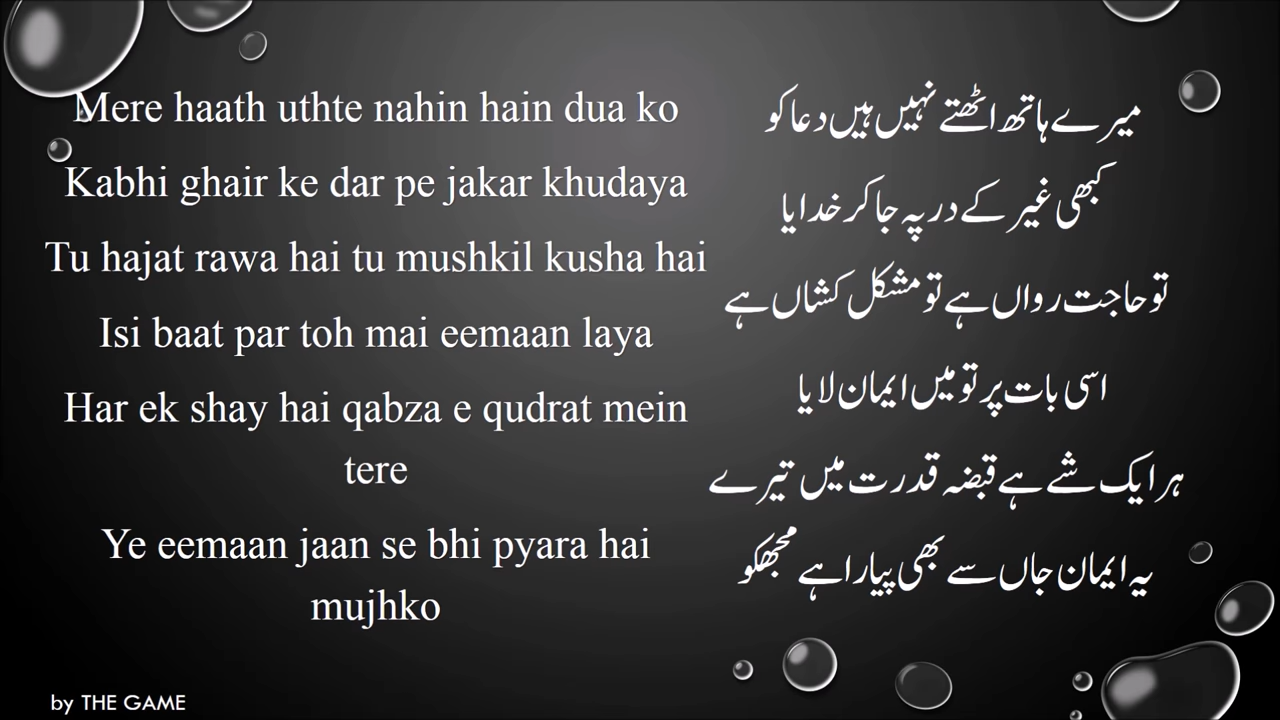 Mere haath uthte nahin hain dua ko
Kabhi ghair ke dar pe jakar khudaya
Tu hajat rawa hai tu mushkil kusha hai
Isi baat par toh mai eemaan laya
Har ek shay hai qabza e qudrat mein
tere
Ye eemaan jaan se bhi pyara hai
mujhko
میرے ہاتھ اٹھتے نہیں ہیں دعا کو
کبھی غیر کے در پہ جا کر خدایا
تو حاجت رواں ہے تو مشکل کشاں ہے
اسی بات پر تو میں ایمان لایا
ہر ایک شے ہے قبضہ قدرت میں تیرے
یہ ایمان جاں سے بھی پیارا ہے مجھکو
by THE GAME